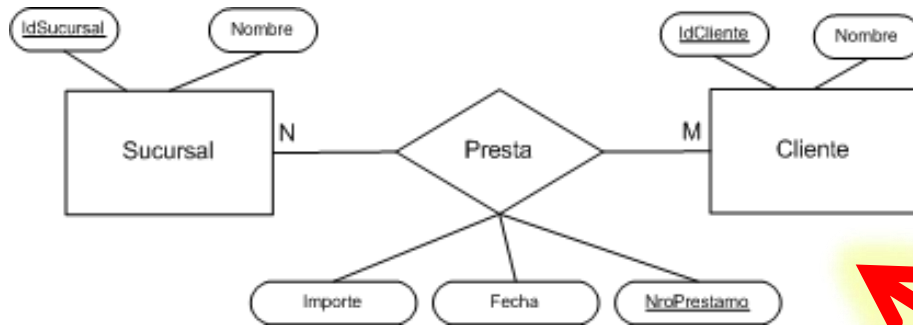 IdSucursal
Nombre
IdCliente
Nombre
Sucursal
N
Presta
M
Cliente
Importe
Fecha
NroPrestamo